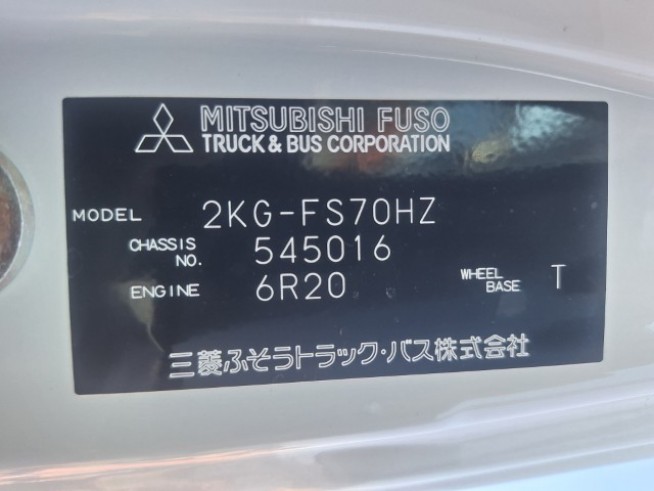 MITSUBISHI FUSO
TRUCK & BUS CORPORATION
MODEL 2KG-FS70HZ
CHASSIS NO. 545016
ENGINE 6R20 WHEEL BASE T
三菱ふそうトラック・バス株式会社